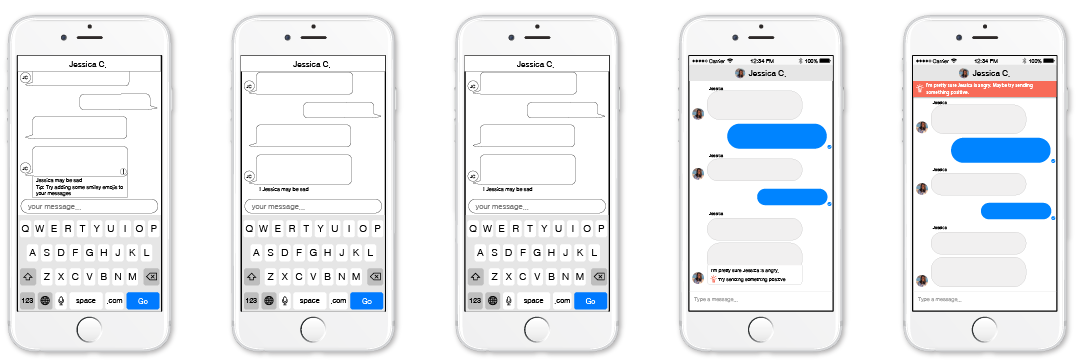 Jessica C.
JC
JC
Jessica may be sad
Tip: Try adding some smiley emojis to
your messages
your message...
Q W E R T Y U I O P
A S D F G H J K L
Z X C V B N M
123 space .com Go
Jessica C.
JC
JC
! Jessica may be sad
your message...
Q W E R T Y U I O P
A S D F G H J K L
Z X C V B N M
123 space .com Go
Jessica C.
JC
JC
! Jessica may be sad
your message...
Q W E R T Y U I O P
A S D F G H J K L
Z X C V B N M
123 space .com Go
Carrier 12:34 PM 100%
Jessica C.
Jessica
Jessica
Jessica
I'm pretty sure Jessica is angry.
Try sending something positive
Type a message...
Carrier 12:34 PM 100%
Jessica C.
I'm pretty sure Jessica is angry. Maybe try sending
something positive.
Jessica
Jessica
Jessica
Type a message...